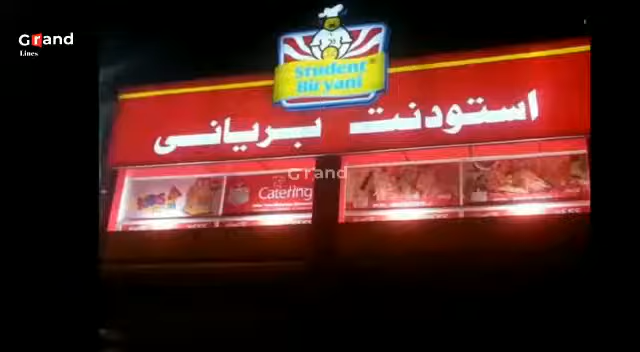 Grand
Lines
Student
Biryani
استودنت بریانی
Grand
Catering